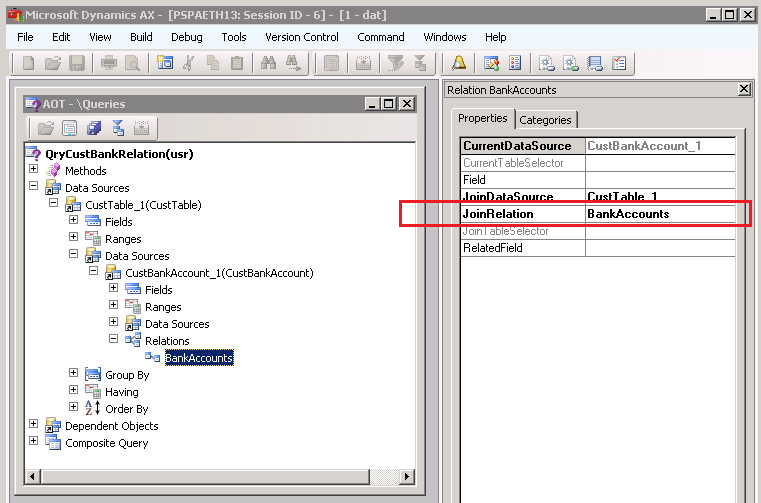 Microsoft Dynamics AX - [PSPAETH13: Session ID - 6] - [1 - dat]
File Edit View Build Debug Tools Version Control Command Windows Help
AOT - \Queries
QryCustBankRelation(usr)
Methods
Data Sources
CustTable_1(CustTable)
Fields
Ranges
Data Sources
CustBankAccount_1(CustBankAccount)
Fields
Ranges
Data Sources
Relations
BankAccounts
Group By
Having
Order By
Dependent Objects
Composite Query
Relation BankAccounts
Properties Categories
CurrentDataSource CustBankAccount_1
CurrentTableSelector
Field
JoinDataSource CustTable_1
JoinRelation BankAccounts
JoinTableSelector
RelatedField